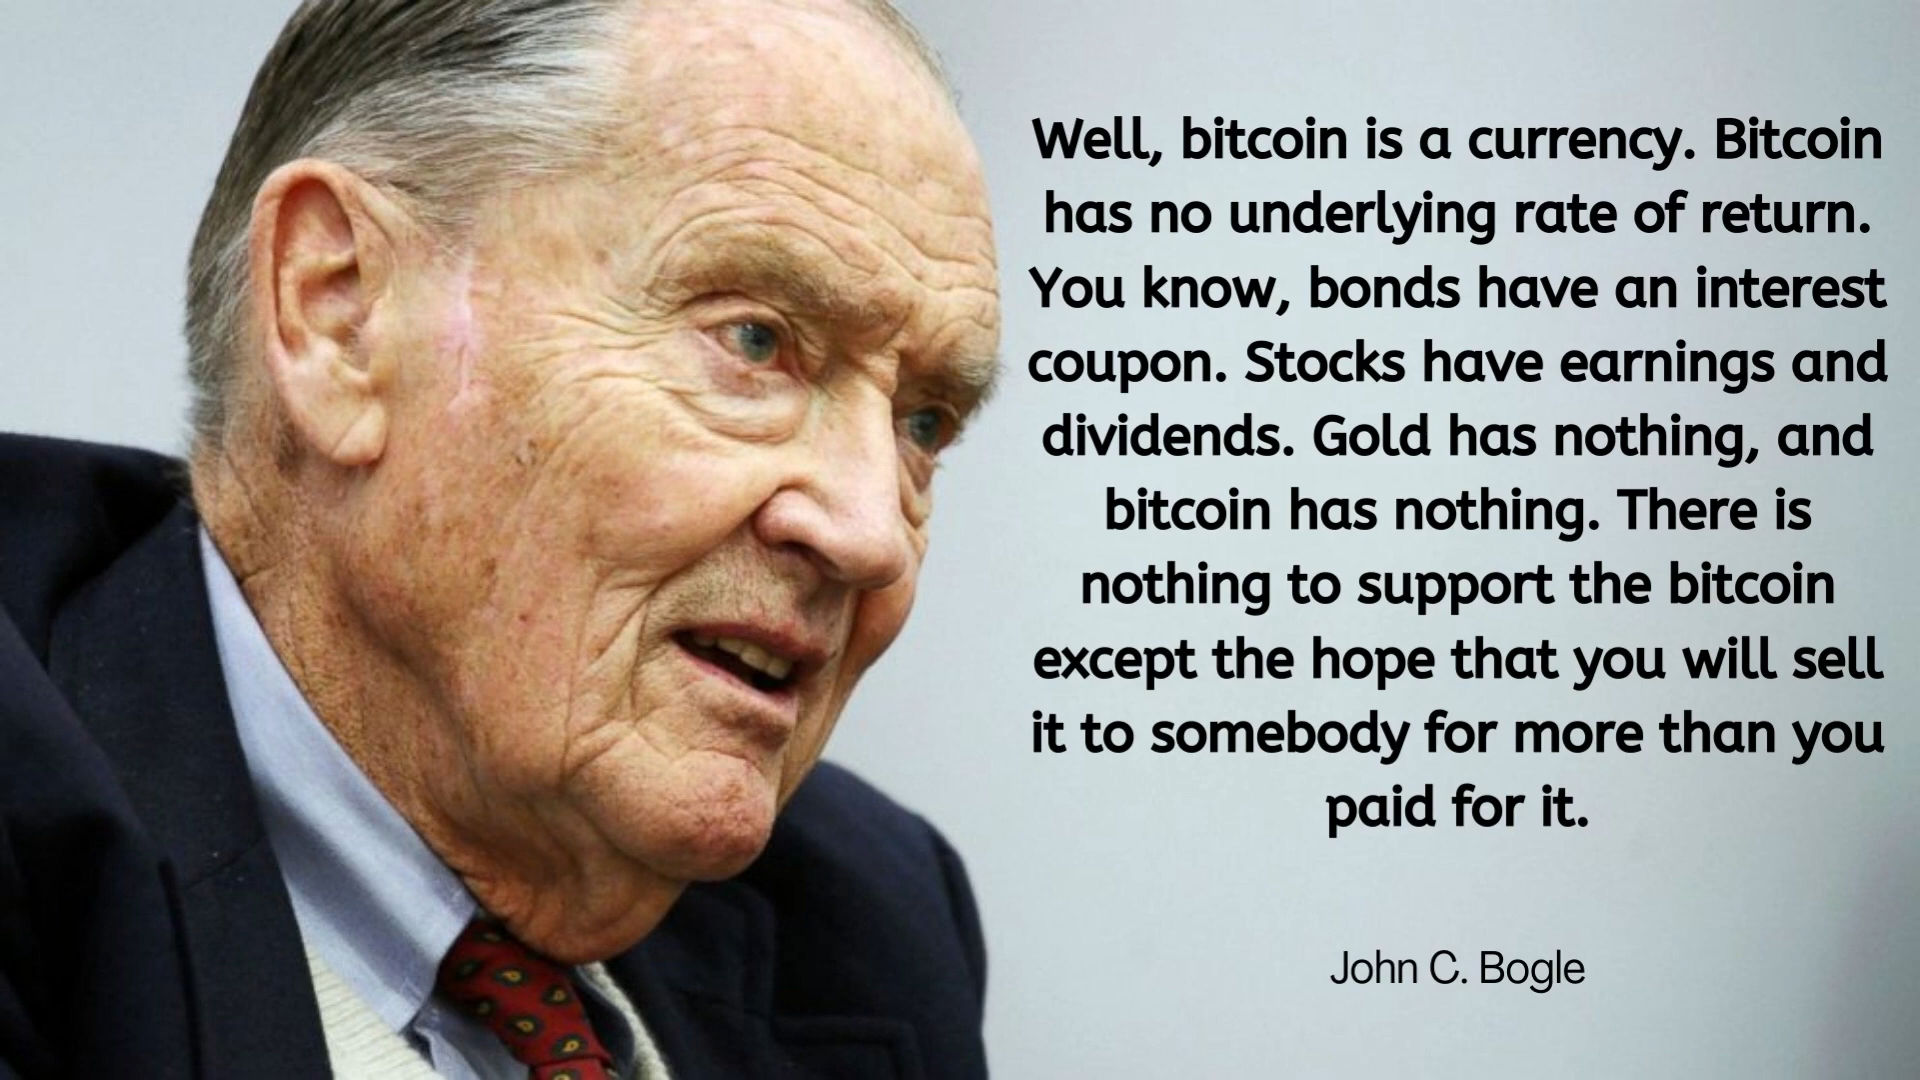 Well, bitcoin is a currency. Bitcoin
has no underlying rate of return.
You know, bonds have an interest
coupon. Stocks have earnings and
dividends. Gold has nothing, and
bitcoin has nothing. There is
nothing to support the bitcoin
except the hope that you will sell
it to somebody for more than you
paid for it.
John C. Bogle